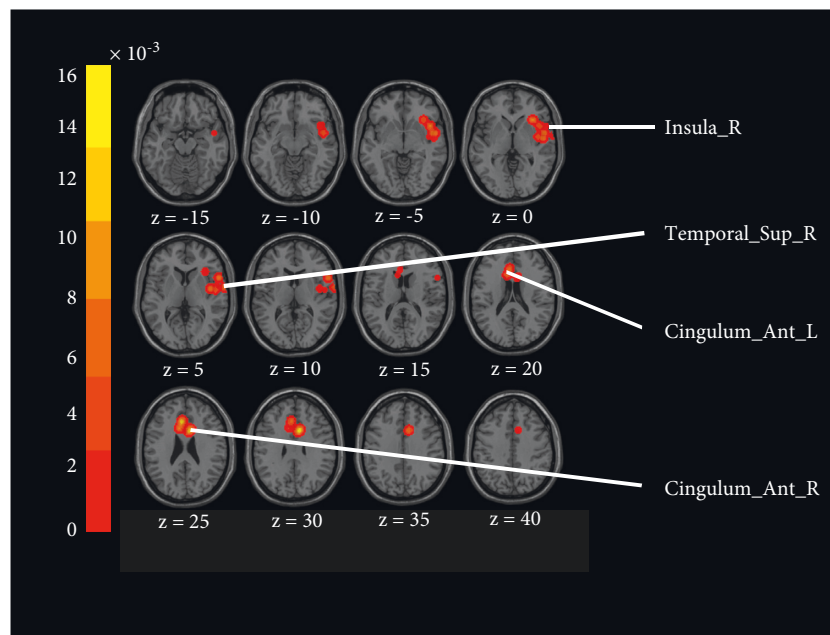 × 10-3
16
14
12
10
8
6
4
2
0
z = -15
z = -10
z = -5
z = 0
z = 5
z = 10
z = 15
z = 20
z = 25
z = 30
z = 35
z = 40
Insula_R
Temporal_Sup_R
Cingulum_Ant_L
Cingulum_Ant_R